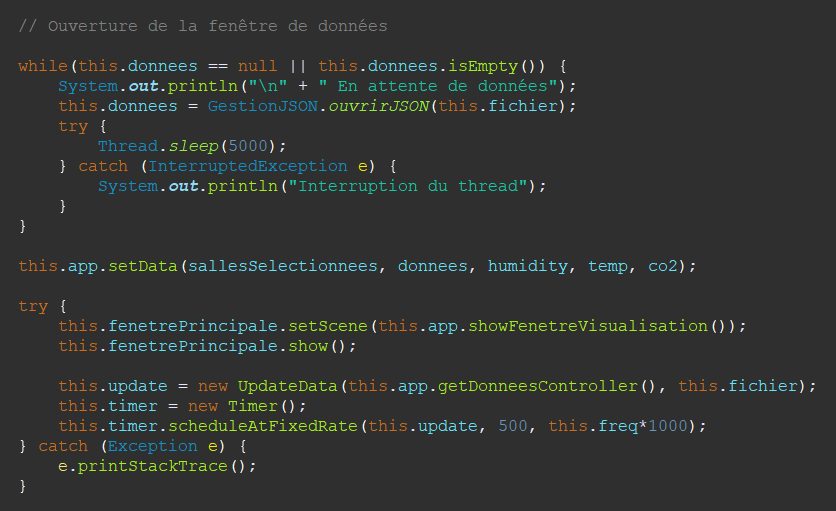 // Ouverture de la fenêtre de données
while(this.donnees == null || this.donnees.isEmpty()) {
System.out.println("\n" + " En attente de données");
this.donnees = GestionJSON.ouvrirJSON(this.fichier);
try {
Thread.sleep(5000);
} catch (InterruptedException e) {
System.out.println("Interruption du thread");
}
}
this.app.setData(sallesSelectionnees, donnees, humidity, temp, co2);
try {
this.fenetrePrincipale.setScene(this.app.showFenetreVisualisation());
this.fenetrePrincipale.show();
this.update = new UpdateData(this.app.getDonneesController(), this.fichier);
this.timer = new Timer();
this.timer.scheduleAtFixedRate(this.update, 500, this.freq*1000);
} catch (Exception e) {
e.printStackTrace();
}